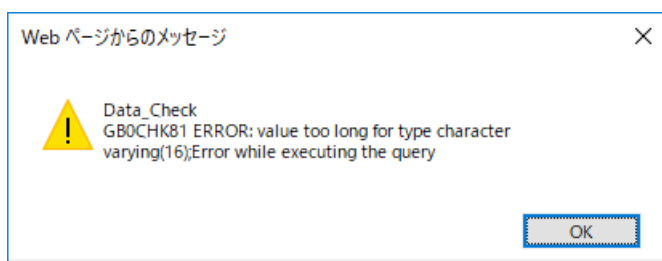 Web ページからのメッセージ
Data_Check
GB0CHK81 ERROR: value too long for type character
varying(16);Error while executing the query
OK